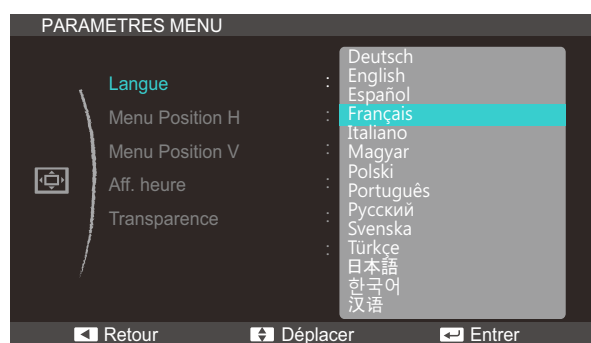 PARAMETRES MENU
Langue :
Menu Position H :
Menu Position V :
Aff. heure :
Transparence :
:
Deutsch
English
Español
Français
Italiano
Magyar
Polski
Português
Русский
Svenska
Türkçe
日本語
한국어
汉语
Retour Déplacer Entrer